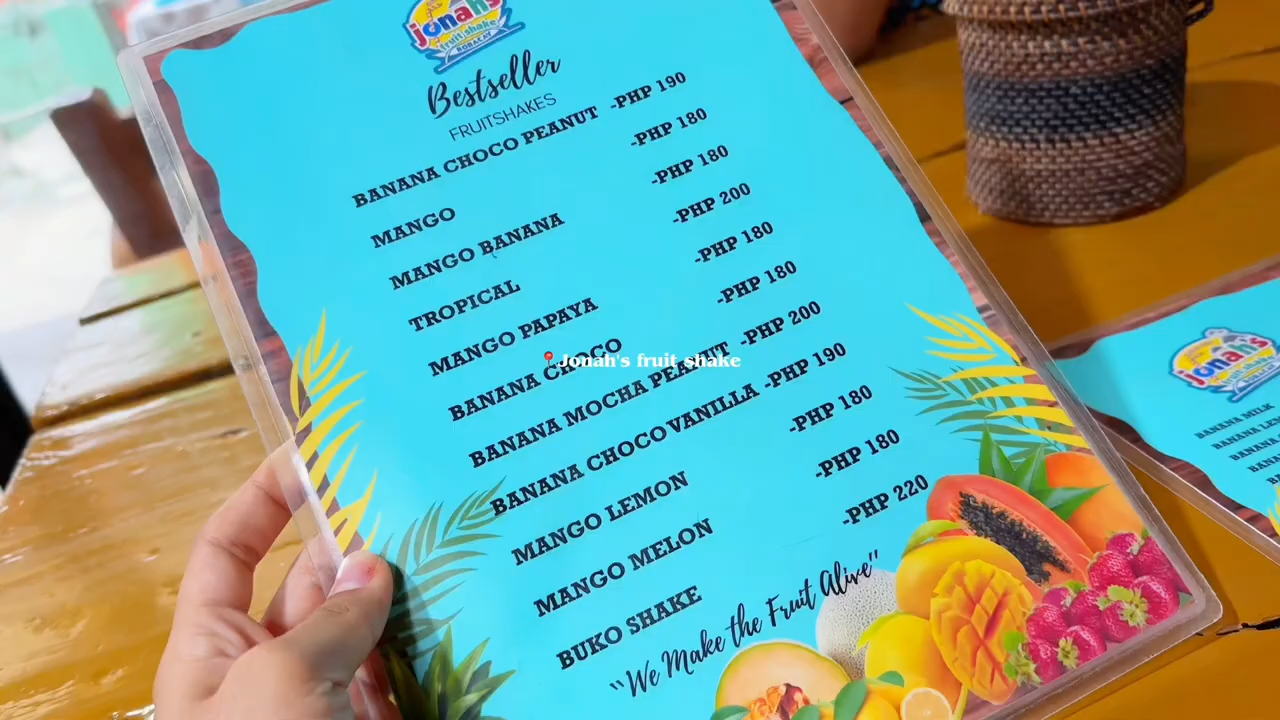 Jonah's
fruit shake
BORACAY
Bestseller
FRUITSHAKES
BANANA CHOCO PEANUT -PHP 190
MANGO -PHP 180
MANGO BANANA -PHP 180
TROPICAL -PHP 200
MANGO PAPAYA -PHP 180
BANANA CHOCO -PHP 180
BANANA MOCHA PEANUT -PHP 200
BANANA CHOCO VANILLA -PHP 190
MANGO LEMON -PHP 180
MANGO MELON -PHP 180
BUKO SHAKE -PHP 220
"We Make the Fruit Alive"
📍Jonah's fruit shake
Jonah's
BANANA MILK
BANANA
BANANA